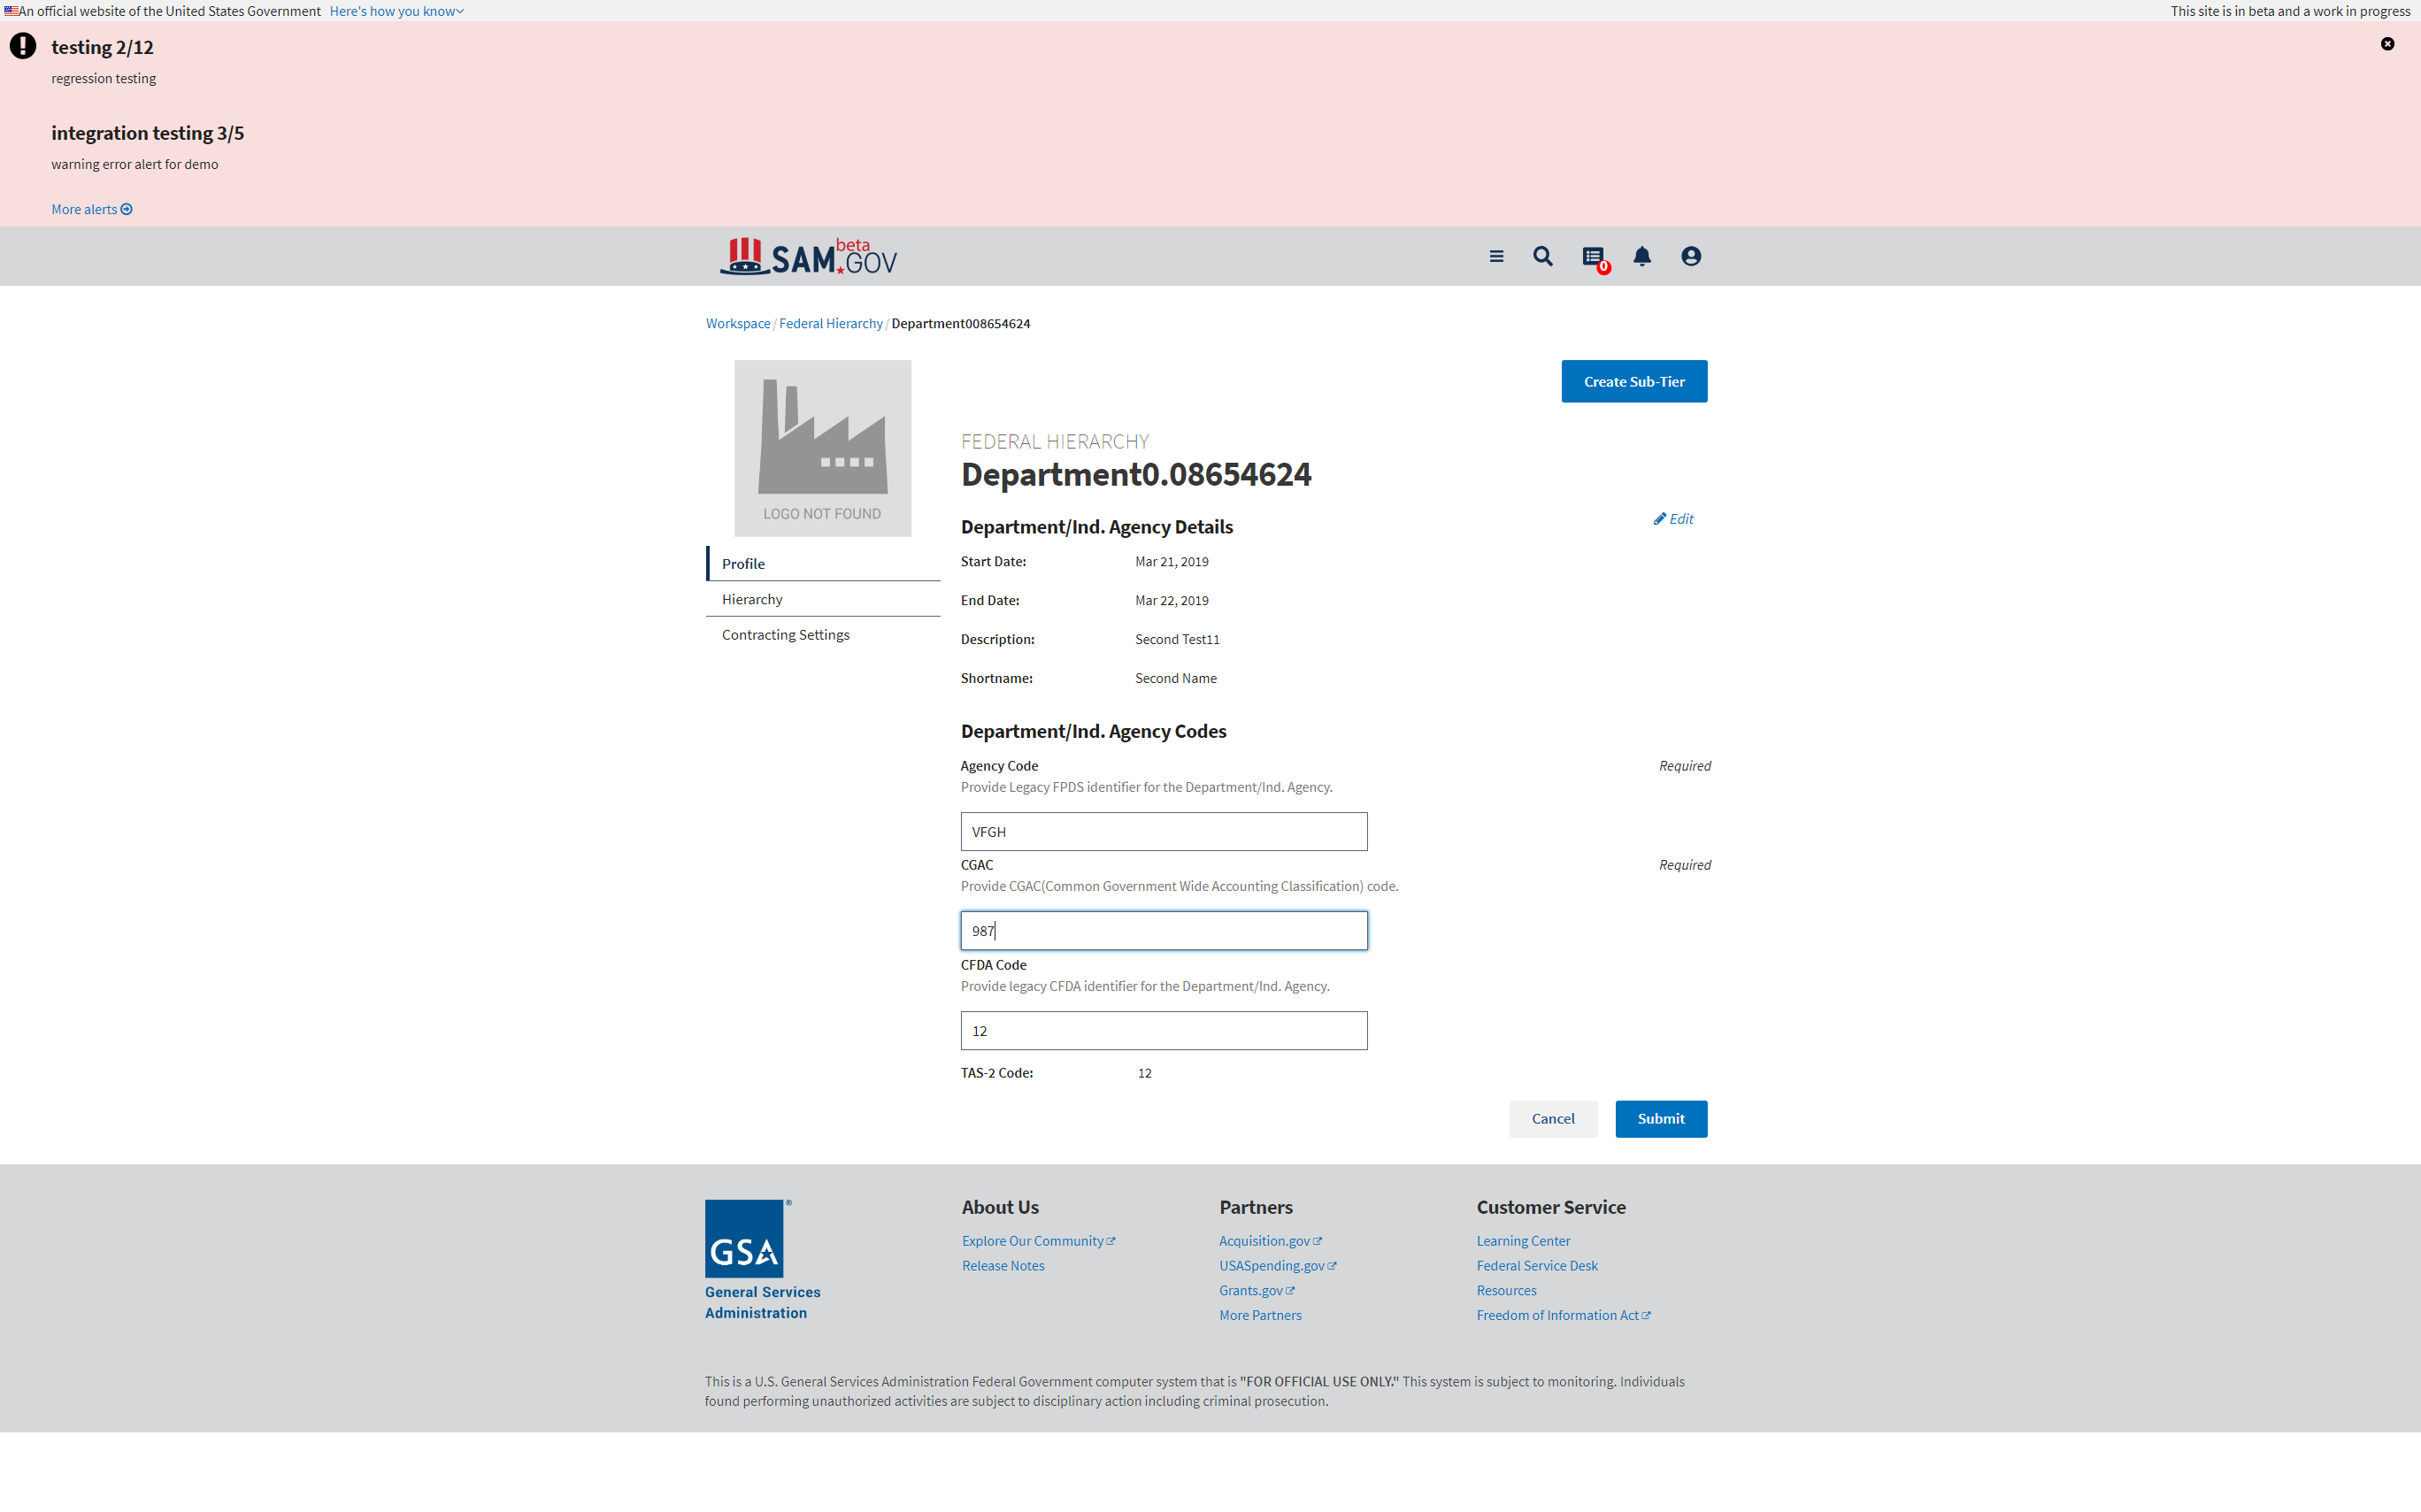 An official website of the United States Government Here's how you know
This site is in beta and a work in progress
testing 2/12
regression testing
integration testing 3/5
warning error alert for demo
More alerts
SAM beta .GOV
0
Workspace / Federal Hierarchy / Department008654624
LOGO NOT FOUND
Create Sub-Tier
FEDERAL HIERARCHY
Department0.08654624
Profile
Hierarchy
Contracting Settings
Department/Ind. Agency Details
Edit
Start Date: Mar 21, 2019
End Date: Mar 22, 2019
Description: Second Test11
Shortname: Second Name
Department/Ind. Agency Codes
Agency Code Required
Provide Legacy FPDS identifier for the Department/Ind. Agency.
VFGH
CGAC Required
Provide CGAC(Common Government Wide Accounting Classification) code.
987
CFDA Code
Provide legacy CFDA identifier for the Department/Ind. Agency.
12
TAS-2 Code: 12
Cancel Submit
GSA ®
General Services
Administration
About Us
Explore Our Community
Release Notes
Partners
Acquisition.gov
USASpending.gov
Grants.gov
More Partners
Customer Service
Learning Center
Federal Service Desk
Resources
Freedom of Information Act
This is a U.S. General Services Administration Federal Government computer system that is "FOR OFFICIAL USE ONLY." This system is subject to monitoring. Individuals
found performing unauthorized activities are subject to disciplinary action including criminal prosecution.